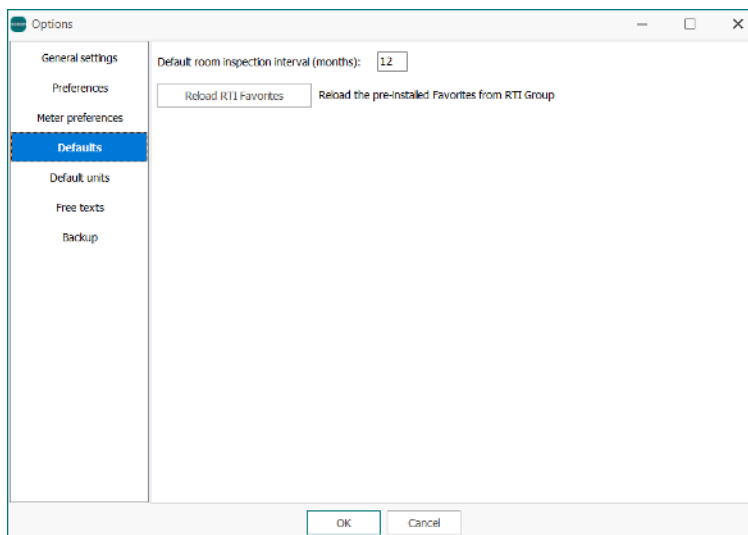 Options
General settings
Preferences
Meter preferences
Defaults
Default units
Free texts
Backup
Default room inspection interval (months): 12
Reload RTI Favorites Reload the pre-installed Favorites from RTI Group
OK Cancel